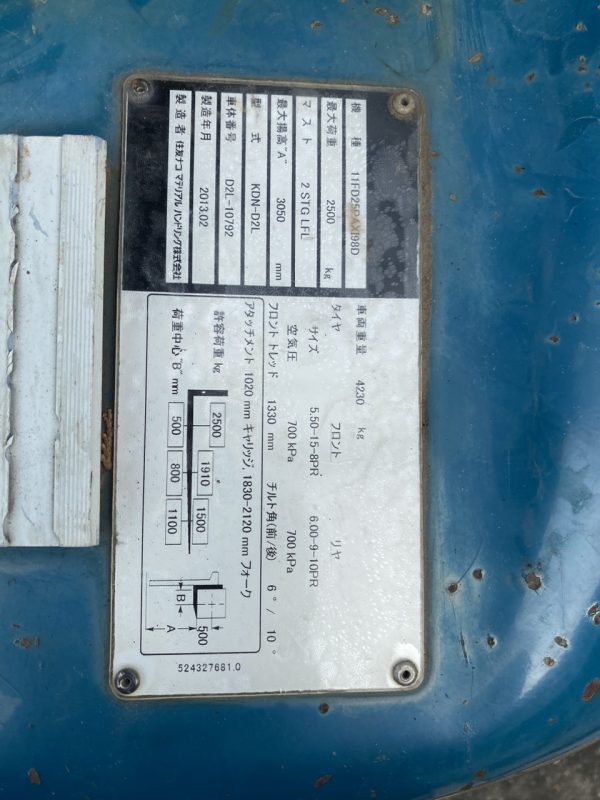 機 種 11FD25PAXI98D
最大荷重 2500 kg
マスト 2 STG LFL
最大揚高"A" 3050 mm
型 式 KDN-D2L
車体番号 D2L-10792
製造年月 2013.02
製造者 住友ナコ マテリアル ハンドリング株式会社
車両重量 4230 kg
タイヤ フロント リヤ
サイズ 5.50-15-8PR 6.00-9-10PR
空気圧 700 kPa 700 kPa
フロント トレッド 1330 mm チルト角(前/後) 6°/ 10°
アタッチメント 1020 mm キャリッジ, 1830-2120 mm フォーク
許容荷重 kg 2500 1910 1500
荷重中心"B" mm 500 800 1100
500
B
A
524327681.0